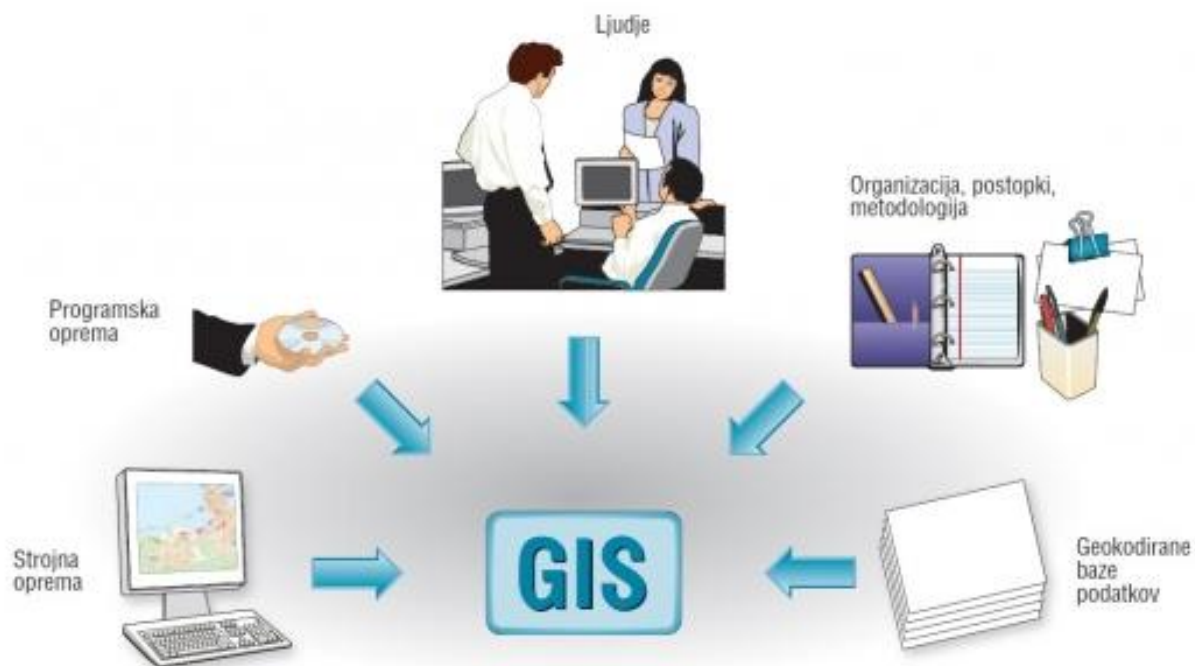 Ljudje
Organizacija, postopki,
metodologija
Programska
oprema
Strojna
oprema
GIS
Geokodirane
baze
podatkov